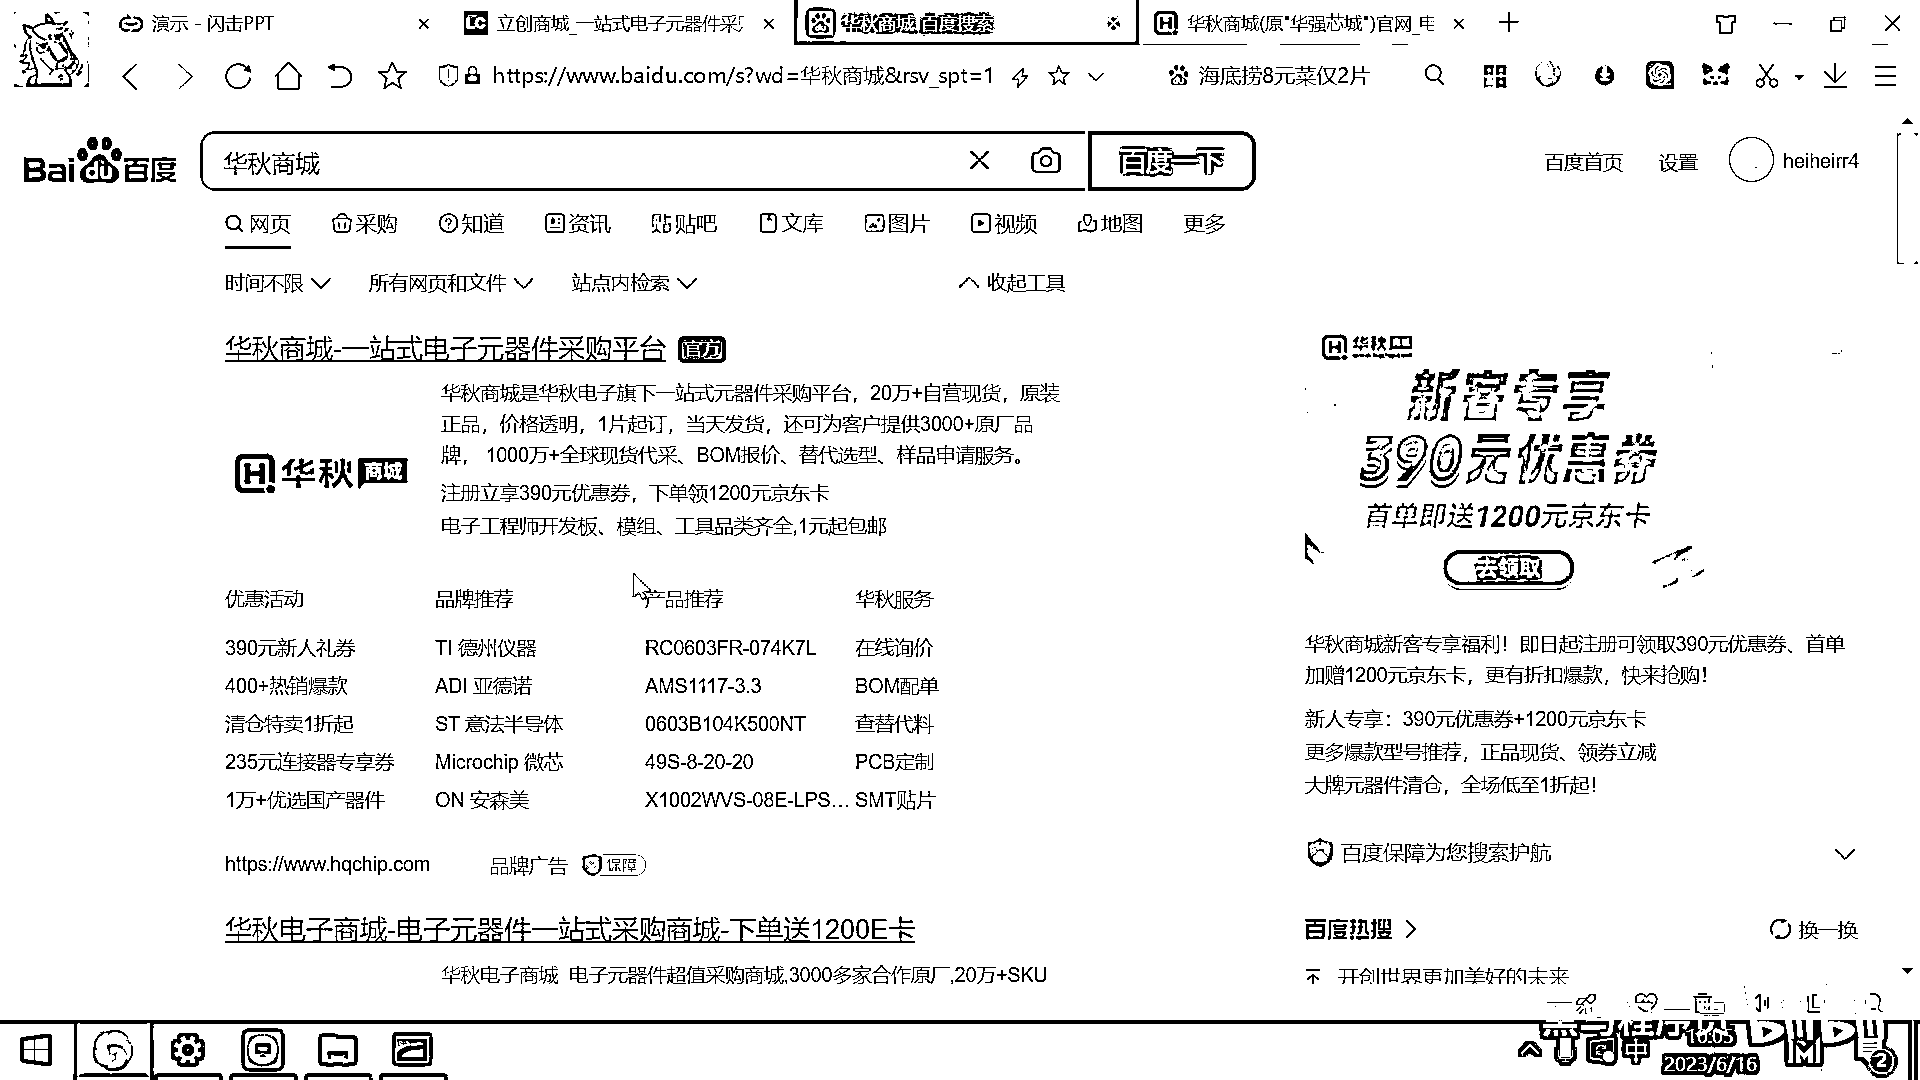 演示 - 闪击PPT
立创商城_一站式电子元器件采购
华秋商城_百度搜索
华秋商城(原"华强芯城")官网_电
https://www.baidu.com/s?wd=华秋商城&rsv_spt=1
海底捞8元菜仅2片
Bai du 百度
华秋商城
百度一下
百度首页
设置
heiheirr4
网页
采购
知道
资讯
贴吧
文库
图片
视频
地图
更多
时间不限
所有网页和文件
站点内检索
收起工具
华秋商城-一站式电子元器件采购平台
官方
华秋商城是华秋电子旗下一站式元器件采购平台，20万+自营现货，原装
正品，价格透明，1片起订，当天发货，还可为客户提供3000+原厂品
牌， 1000万+全球现货代采、BOM报价、替代选型、样品申请服务。
华秋商城
注册立享390元优惠券，下单领1200元京东卡
电子工程师开发板、模组、工具品类齐全,1元起包邮
优惠活动 品牌推荐 产品推荐 华秋服务
390元新人礼券 TI 德州仪器 RC0603FR-074K7L 在线询价
400+热销爆款 ADI 亚德诺 AMS1117-3.3 BOM配单
清仓特卖1折起 ST 意法半导体 0603B104K500NT 查替代料
235元连接器专享券 Microchip 微芯 49S-8-20-20 PCB定制
1万+优选国产器件 ON 安森美 X1002WVS-08E-LPS... SMT贴片
https://www.hqchip.com
品牌广告
保障
华秋电子商城-电子元器件一站式采购商城-下单送1200E卡
华秋电子商城 电子元器件超值采购商城,3000多家合作原厂,20万+SKU
华秋
新客专享
390元优惠券
首单即送1200元京东卡
去领取
华秋商城新客专享福利！即日起注册可领取390元优惠券、首单
加赠1200元京东卡，更有折扣爆款，快来抢购！
新人专享：390元优惠券+1200元京东卡
更多爆款型号推荐，正品现货、领券立减
大牌元器件清仓，全场低至1折起！
百度保障为您搜索护航
百度热搜
换一换
开创世界更加美好的未来
中
16:05
2023/6/16
2